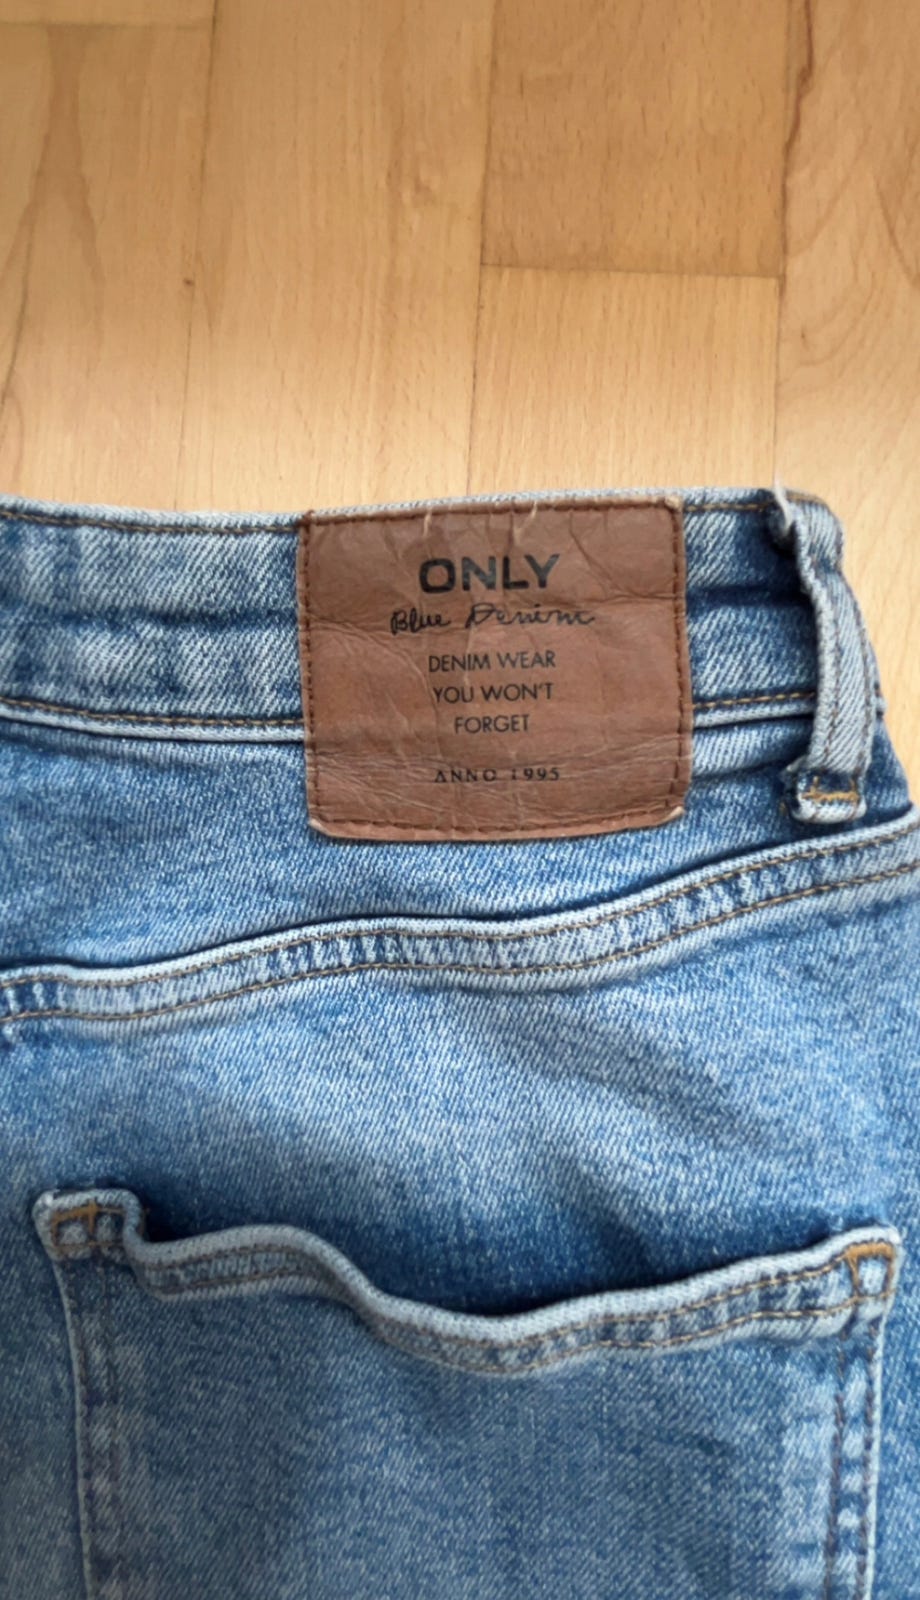 ONLY
Blue Denim
DENIM WEAR
YOU WON'T
FORGET
ANNO 1995